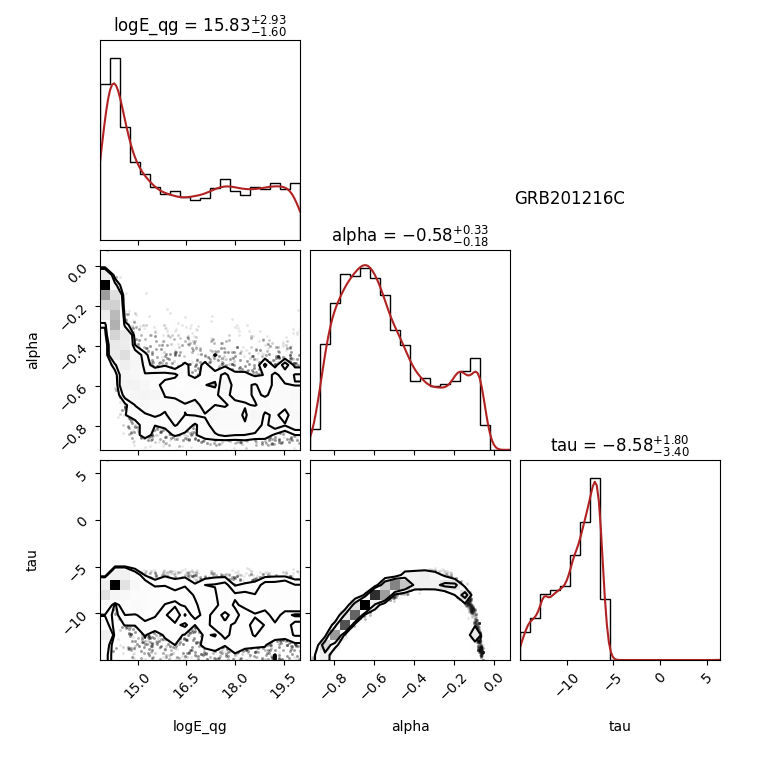 logE_qg = 15.83+2.93−1.60
GRB201216C
alpha = −0.58+0.33−0.18
0.0
−0.2
−0.4
−0.6
−0.8
alpha
tau = −8.58+1.80−3.40
5
0
−5
−10
tau
15.0 16.5 18.0 19.5 −0.8 −0.6 −0.4 −0.2 0.0 −10 −5 0 5
logE_qg alpha tau